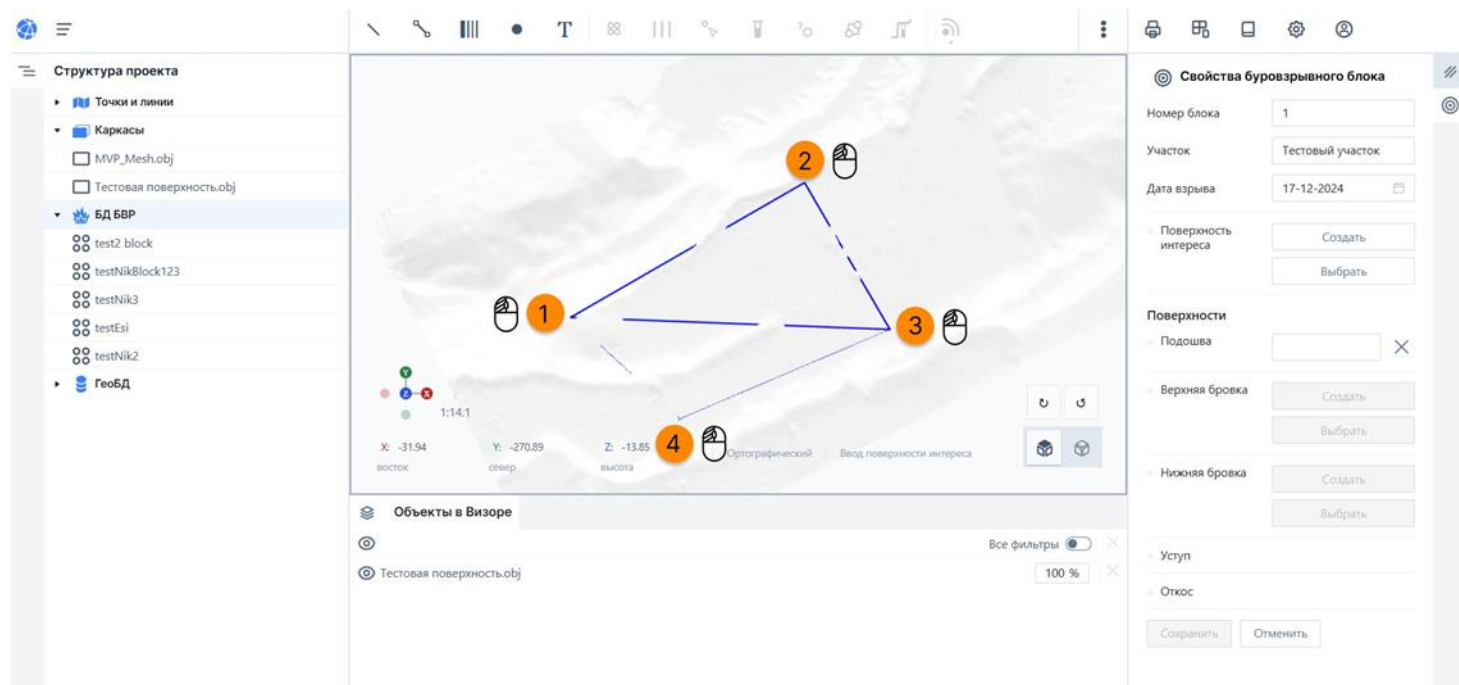 T
Структура проекта
Точки и линии
Каркасы
MVP_Mesh.obj
Тестовая поверхность.obj
БД БВР
test2 block
testNikBlock123
testNik3
testEsi
testNik2
ГеоБД
1
2
3
4
Y
Z
X
1:14.1
X: -31.94 Y: -270.89 Z: -13.85
восток север высота
Ортографический Ввод поверхности интереса
Объекты в Визоре
Все фильтры
Тестовая поверхность.obj 100 %
Свойства буровзрывного блока
Номер блока 1
Участок Тестовый участок
Дата взрыва 17-12-2024
Поверхность
интереса
Создать
Выбрать
Поверхности
Подошва
Верхняя бровка
Создать
Выбрать
Нижняя бровка
Создать
Выбрать
Уступ
Откос
Сохранить Отменить